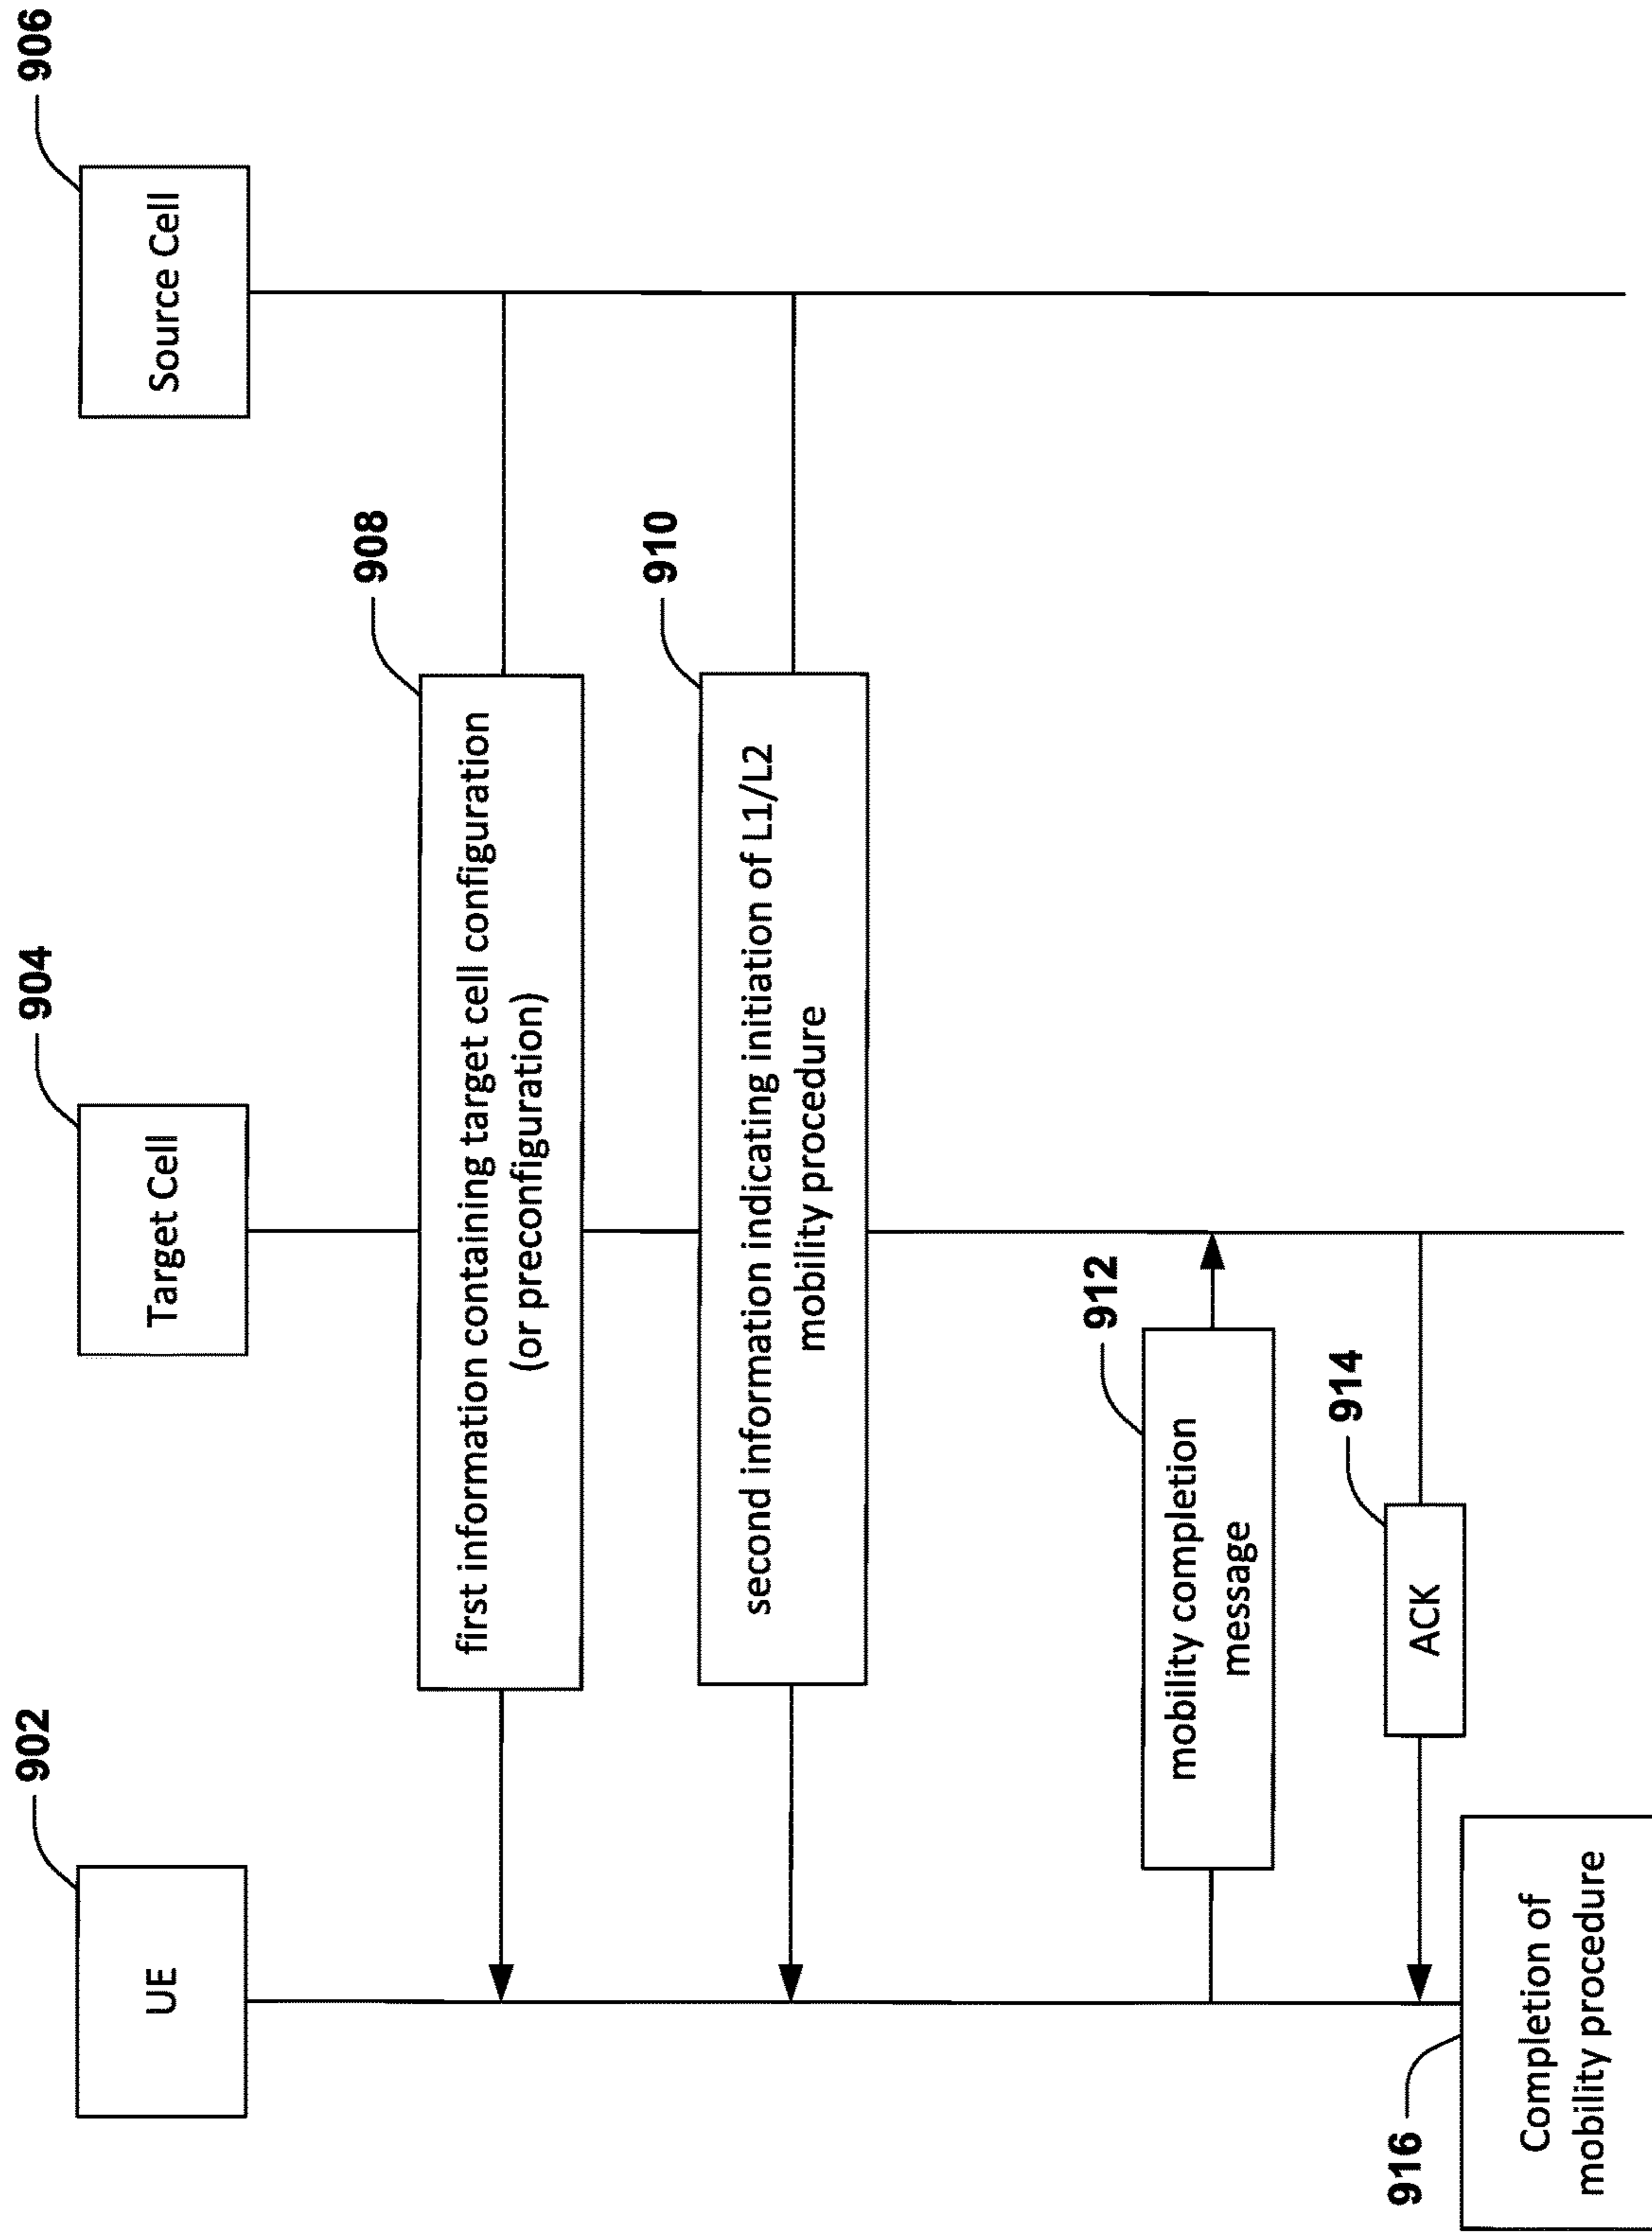 902
904
906
UE
Target Cell
Source Cell
908
first information containing target cell configuration
(or preconfiguration)
910
second information indicating initiation of L1/L2
mobility procedure
912
mobility completion
message
914
ACK
916
Completion of
mobility procedure